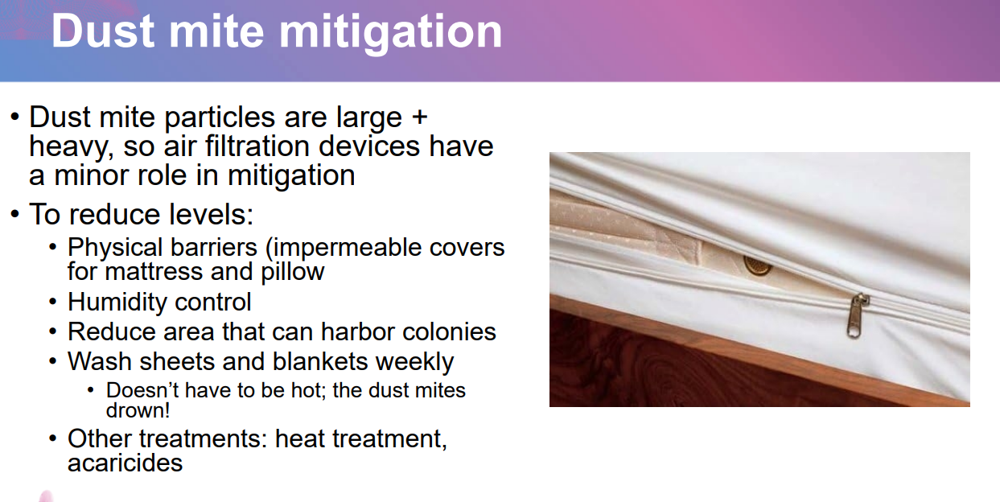 Dust mite mitigation
• Dust mite particles are large +
heavy, so air filtration devices have
a minor role in mitigation
• To reduce levels:
• Physical barriers (impermeable covers
for mattress and pillow
• Humidity control
• Reduce area that can harbor colonies
• Wash sheets and blankets weekly
• Doesn’t have to be hot; the dust mites
drown!
• Other treatments: heat treatment,
acaricides